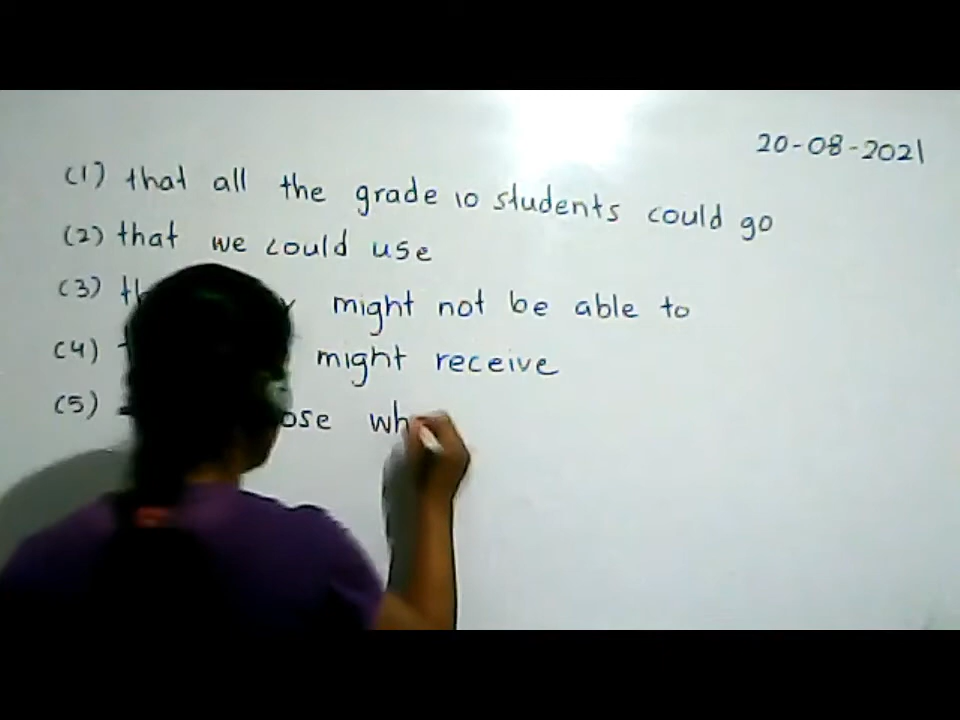 20-08-2021
(1) that all the grade 10 students could go
(2) that we could use
(3) might not be able to
(4) might receive
(5)